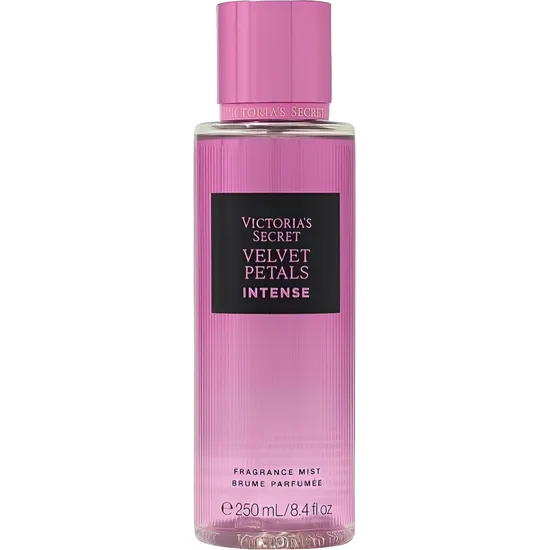 VICTORIA'S SECRET
VICTORIA'S
SECRET
VELVET
PETALS
INTENSE
FRAGRANCE MIST
BRUME PARFUMÉE
℮ 250 mL/8.4 fl oz